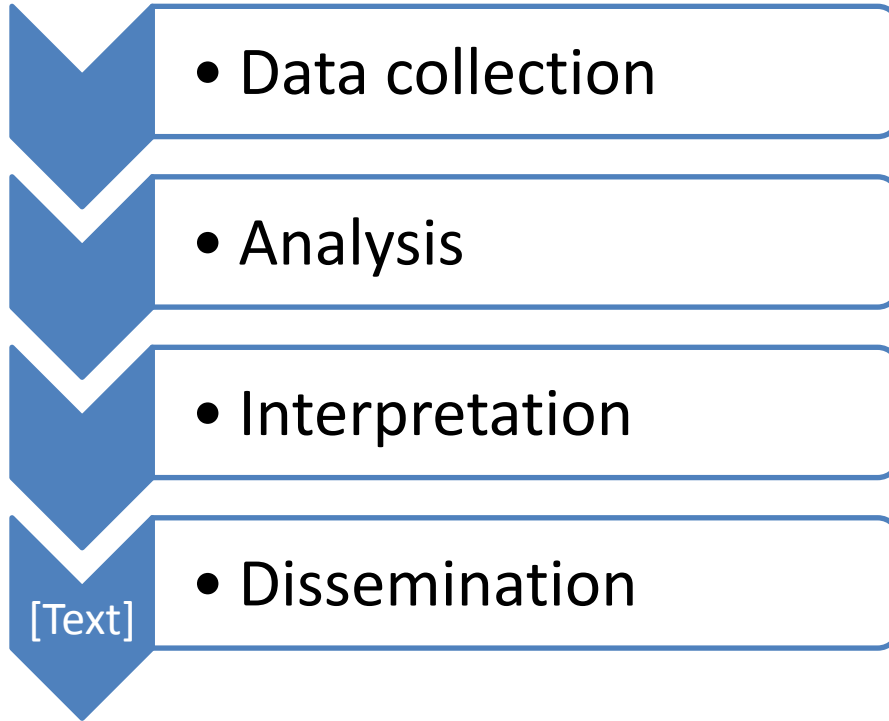 • Data collection
• Analysis
• Interpretation
• Dissemination
[Text]